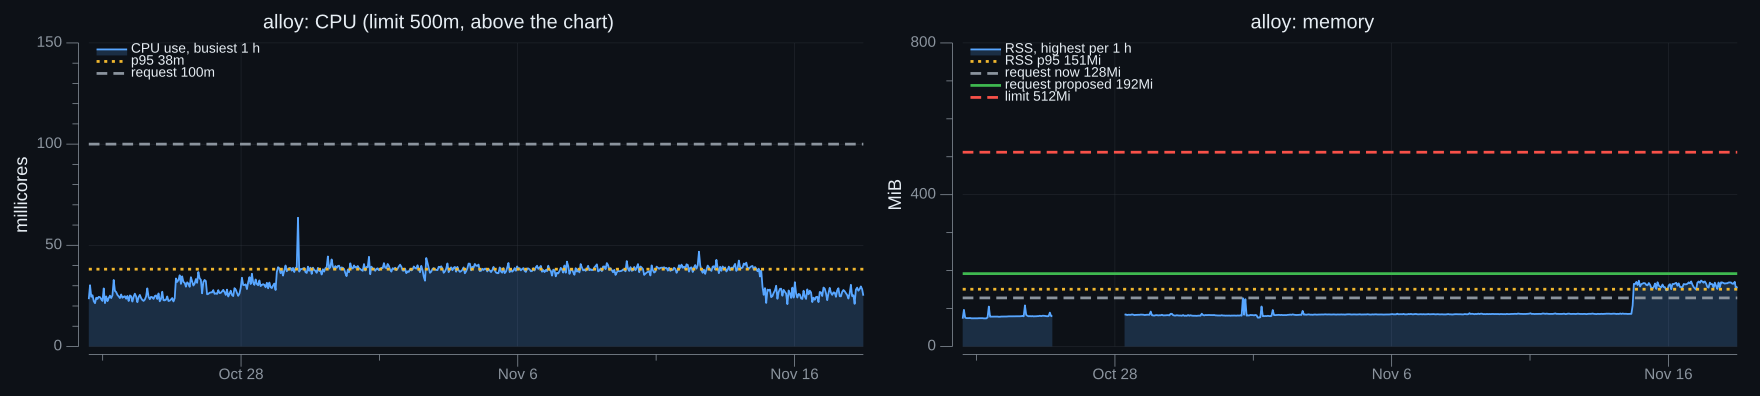 alloy: CPU (limit 500m, above the chart)
150
100
50
0
millicores
CPU use, busiest 1 h
p95 38m
request 100m
Oct 28
Nov 6
Nov 16
alloy: memory
800
400
0
MiB
RSS, highest per 1 h
RSS p95 151Mi
request now 128Mi
request proposed 192Mi
limit 512Mi
Oct 28
Nov 6
Nov 16